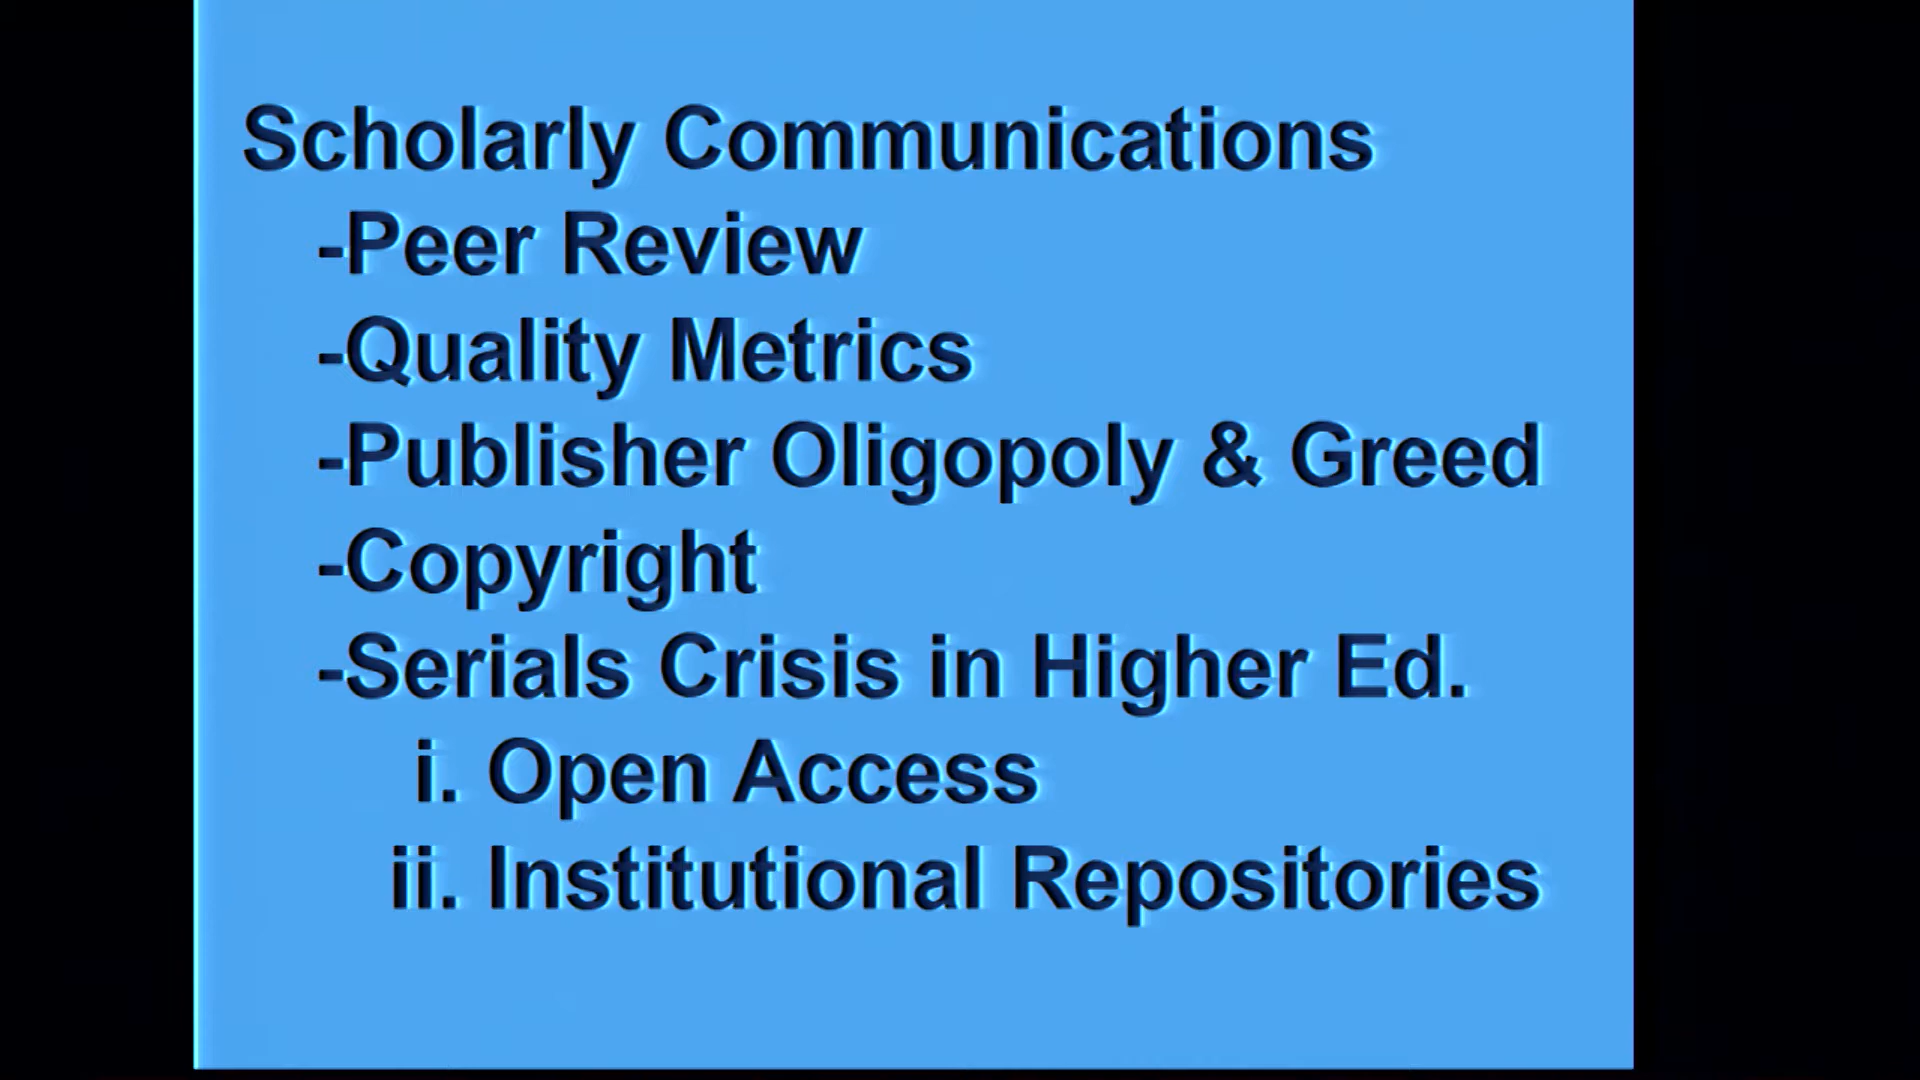 Scholarly Communications
-Peer Review
-Quality Metrics
-Publisher Oligopoly & Greed
-Copyright
-Serials Crisis in Higher Ed.
i. Open Access
ii. Institutional Repositories